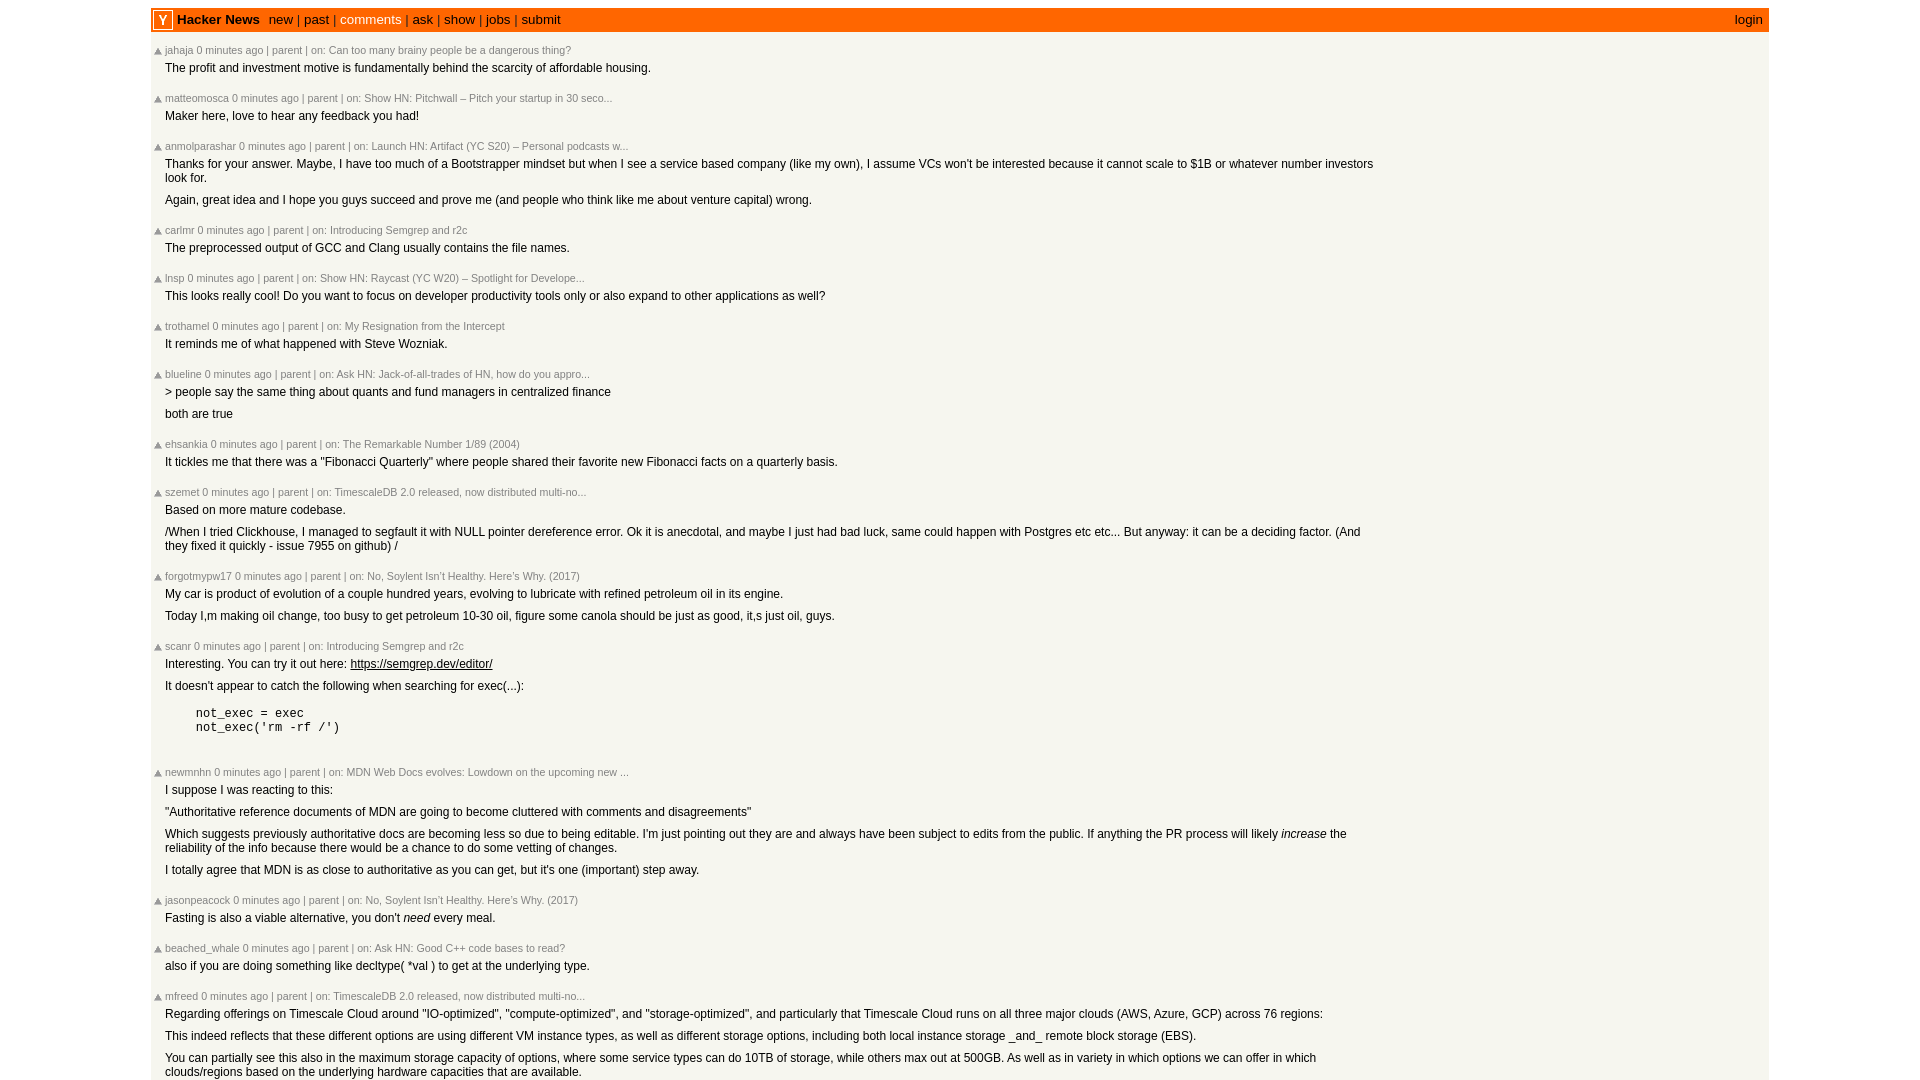 Y Hacker News new | past | comments | ask | show | jobs | submit login
jahaja 0 minutes ago | parent | on: Can too many brainy people be a dangerous thing?
The profit and investment motive is fundamentally behind the scarcity of affordable housing.
matteomosca 0 minutes ago | parent | on: Show HN: Pitchwall – Pitch your startup in 30 seco...
Maker here, love to hear any feedback you had!
anmolparashar 0 minutes ago | parent | on: Launch HN: Artifact (YC S20) – Personal podcasts w...
Thanks for your answer. Maybe, I have too much of a Bootstrapper mindset but when I see a service based company (like my own), I assume VCs won't be interested because it cannot scale to $1B or whatever number investors
look for.
Again, great idea and I hope you guys succeed and prove me (and people who think like me about venture capital) wrong.
carlmr 0 minutes ago | parent | on: Introducing Semgrep and r2c
The preprocessed output of GCC and Clang usually contains the file names.
lnsp 0 minutes ago | parent | on: Show HN: Raycast (YC W20) – Spotlight for Develope...
This looks really cool! Do you want to focus on developer productivity tools only or also expand to other applications as well?
trothamel 0 minutes ago | parent | on: My Resignation from the Intercept
It reminds me of what happened with Steve Wozniak.
blueline 0 minutes ago | parent | on: Ask HN: Jack-of-all-trades of HN, how do you appro...
> people say the same thing about quants and fund managers in centralized finance
both are true
ehsankia 0 minutes ago | parent | on: The Remarkable Number 1/89 (2004)
It tickles me that there was a "Fibonacci Quarterly" where people shared their favorite new Fibonacci facts on a quarterly basis.
szemet 0 minutes ago | parent | on: TimescaleDB 2.0 released, now distributed multi-no...
Based on more mature codebase.
/When I tried Clickhouse, I managed to segfault it with NULL pointer dereference error. Ok it is anecdotal, and maybe I just had bad luck, same could happen with Postgres etc etc... But anyway: it can be a deciding factor. (And
they fixed it quickly - issue 7955 on github) /
forgotmypw17 0 minutes ago | parent | on: No, Soylent Isn’t Healthy. Here’s Why. (2017)
My car is product of evolution of a couple hundred years, evolving to lubricate with refined petroleum oil in its engine.
Today I,m making oil change, too busy to get petroleum 10-30 oil, figure some canola should be just as good, it,s just oil, guys.
scanr 0 minutes ago | parent | on: Introducing Semgrep and r2c
Interesting. You can try it out here: https://semgrep.dev/editor/
It doesn't appear to catch the following when searching for exec(...):
not_exec = exec
not_exec('rm -rf /')
newmnhn 0 minutes ago | parent | on: MDN Web Docs evolves: Lowdown on the upcoming new ...
I suppose I was reacting to this:
"Authoritative reference documents of MDN are going to become cluttered with comments and disagreements"
Which suggests previously authoritative docs are becoming less so due to being editable. I'm just pointing out they are and always have been subject to edits from the public. If anything the PR process will likely increase the
reliability of the info because there would be a chance to do some vetting of changes.
I totally agree that MDN is as close to authoritative as you can get, but it's one (important) step away.
jasonpeacock 0 minutes ago | parent | on: No, Soylent Isn’t Healthy. Here’s Why. (2017)
Fasting is also a viable alternative, you don't need every meal.
beached_whale 0 minutes ago | parent | on: Ask HN: Good C++ code bases to read?
also if you are doing something like decltype( *val ) to get at the underlying type.
mfreed 0 minutes ago | parent | on: TimescaleDB 2.0 released, now distributed multi-no...
Regarding offerings on Timescale Cloud around "IO-optimized", "compute-optimized", and "storage-optimized", and particularly that Timescale Cloud runs on all three major clouds (AWS, Azure, GCP) across 76 regions:
This indeed reflects that these different options are using different VM instance types, as well as different storage options, including both local instance storage _and_ remote block storage (EBS).
You can partially see this also in the maximum storage capacity of options, where some service types can do 10TB of storage, while others max out at 500GB. As well as in variety in which options we can offer in which
clouds/regions based on the underlying hardware capacities that are available.